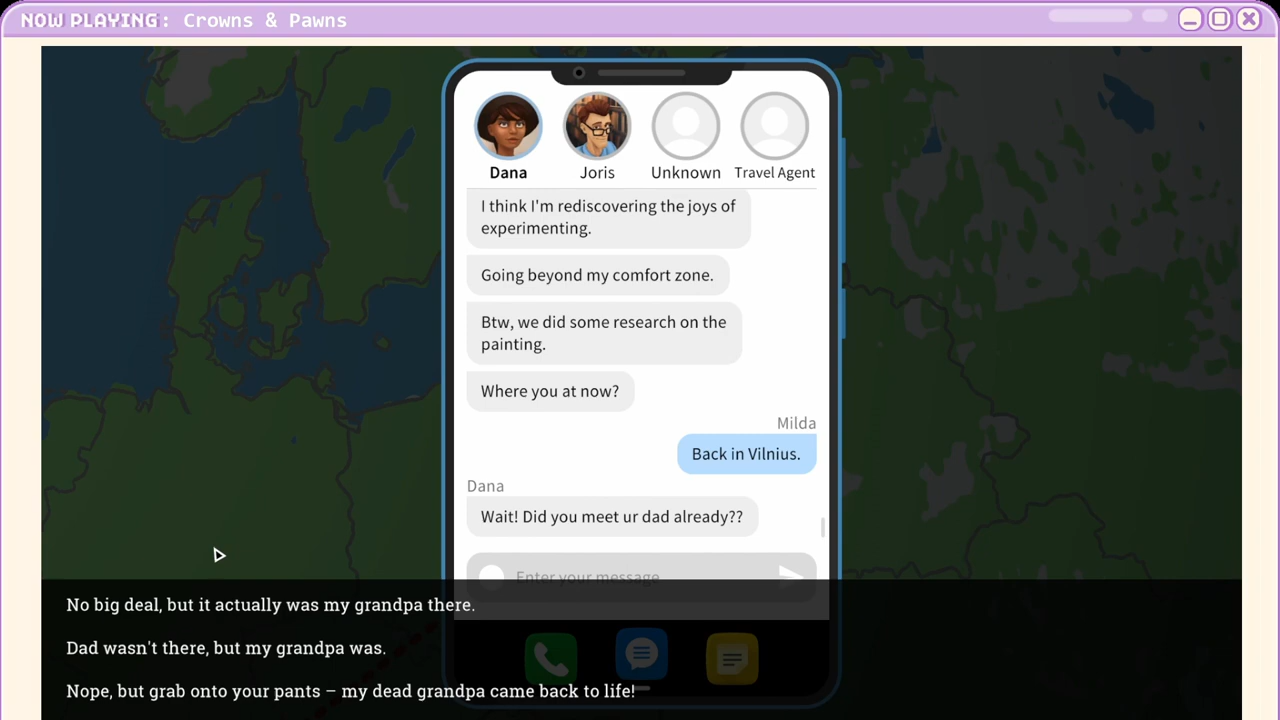 NOW PLAYING: Crowns & Pawns
Dana
Joris
Unknown
Travel Agent
I think I'm rediscovering the joys of
experimenting.
Going beyond my comfort zone.
Btw, we did some research on the
painting.
Where you at now?
Milda
Back in Vilnius.
Dana
Wait! Did you meet ur dad already??
Enter your message
No big deal, but it actually was my grandpa there.
Dad wasn't there, but my grandpa was.
Nope, but grab onto your pants – my dead grandpa came back to life!